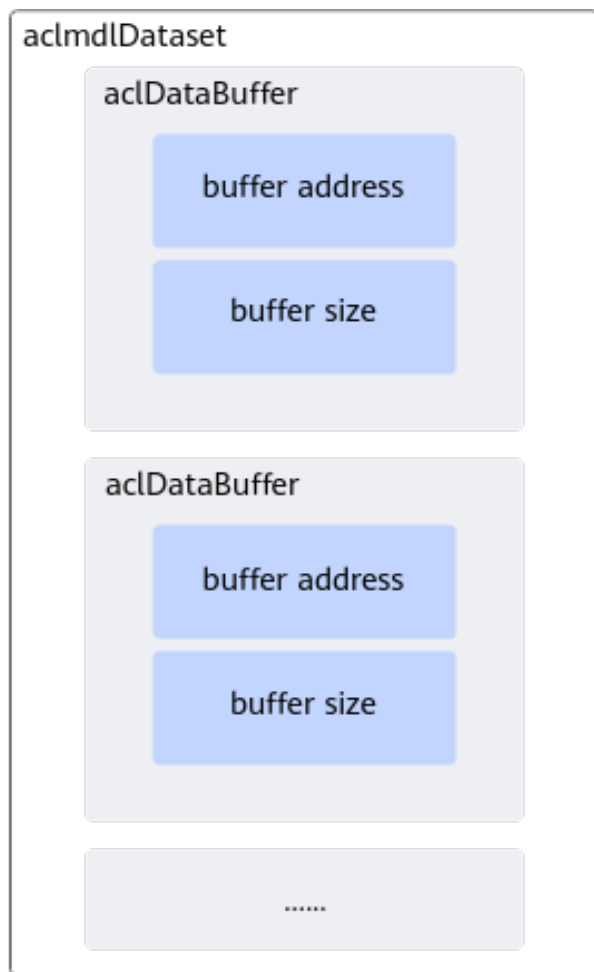 aclmdlDataset
aclDataBuffer
buffer address
buffer size
aclDataBuffer
buffer address
buffer size
......